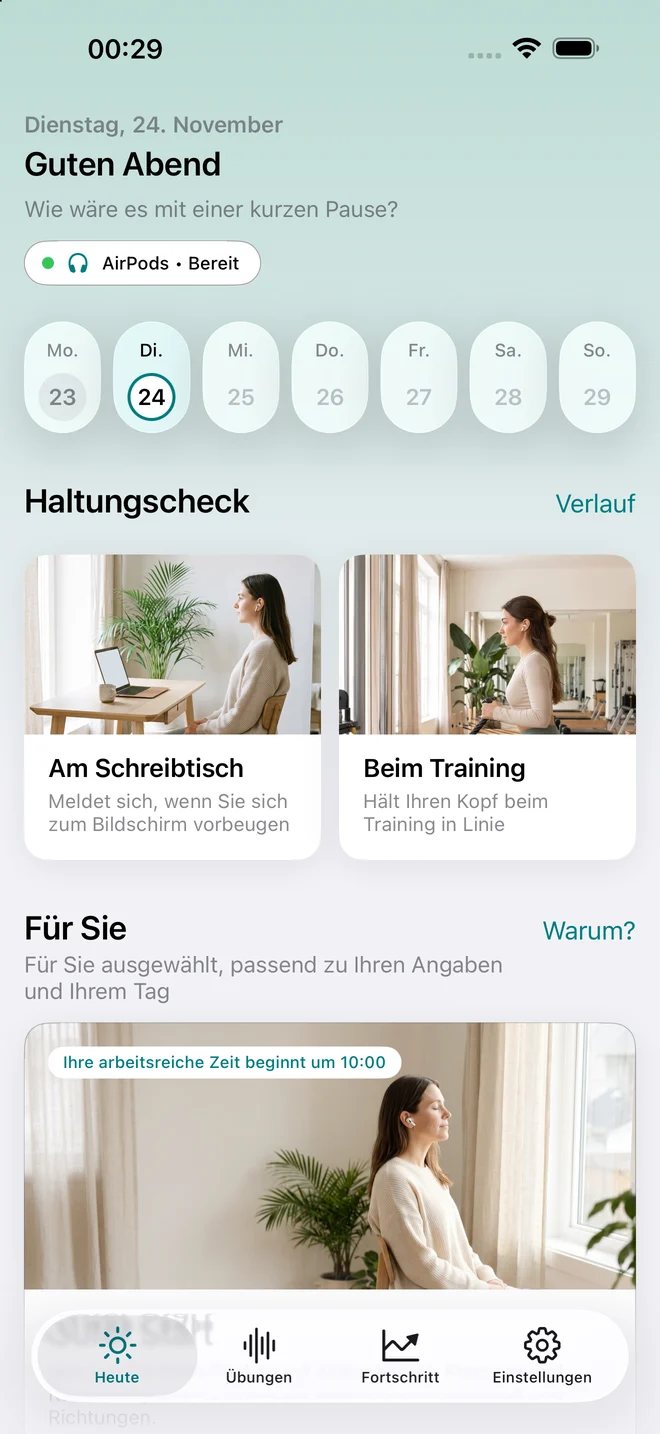 00:29
Dienstag, 24. November
Guten Abend
Wie wäre es mit einer kurzen Pause?
AirPods • Bereit
Mo. Di. Mi. Do. Fr. Sa. So.
23 24 25 26 27 28 29
Haltungscheck
Verlauf
Am Schreibtisch
Meldet sich, wenn Sie sich
zum Bildschirm vorbeugen
Beim Training
Hält Ihren Kopf beim
Training in Linie
Für Sie
Warum?
Für Sie ausgewählt, passend zu Ihren Angaben
und Ihrem Tag
Ihre arbeitsreiche Zeit beginnt um 10:00
Heute
Übungen
Fortschritt
Einstellungen
Richtungen.